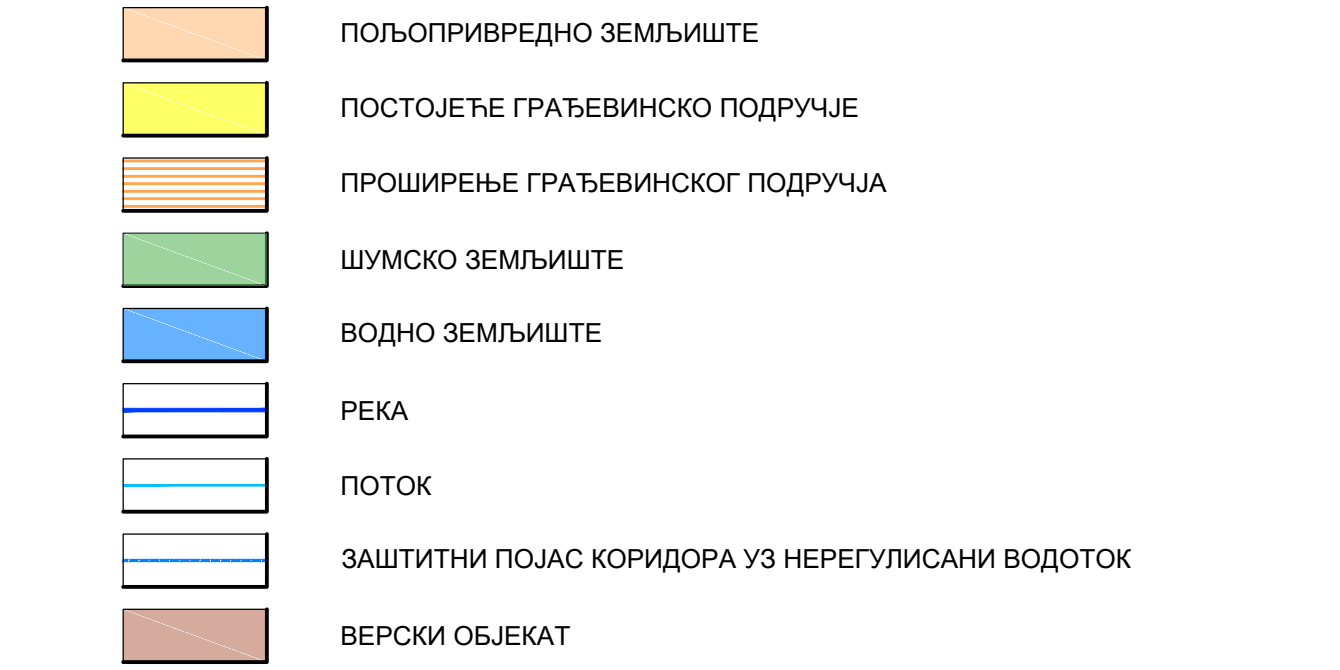 ПОЉОПРИВРЕДНО ЗЕМЉИШТЕ
ПОСТОЈЕЋЕ ГРАЂЕВИНСКО ПОДРУЧЈЕ
ПРОШИРЕЊЕ ГРАЂЕВИНСКОГ ПОДРУЧЈА
ШУМСКО ЗЕМЉИШТЕ
ВОДНО ЗЕМЉИШТЕ
РЕКА
ПОТОК
ЗАШТИТНИ ПОЈАС КОРИДОРА УЗ НЕРЕГУЛИСАНИ ВОДОТОК
ВЕРСКИ ОБЈЕКАТ